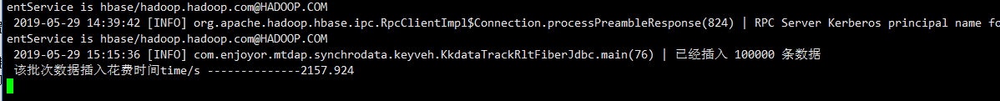 entService is hbase/hadoop.hadoop.com@HADOOP.COM
2019-05-29 14:39:42 [INFO] org.apache.hadoop.hbase.ipc.RpcClientImpl$Connection.processPreambleResponse(824) | RPC Server Kerberos principal name fo
entService is hbase/hadoop.hadoop.com@HADOOP.COM
2019-05-29 15:15:36 [INFO] com.enjoyor.mtdap.synchrodata.keyveh.KkdataTrackRltFiberJdbc.main(76) | 已经插入 100000 条数据
该批次数据插入花费时间time/s --------------2157.924